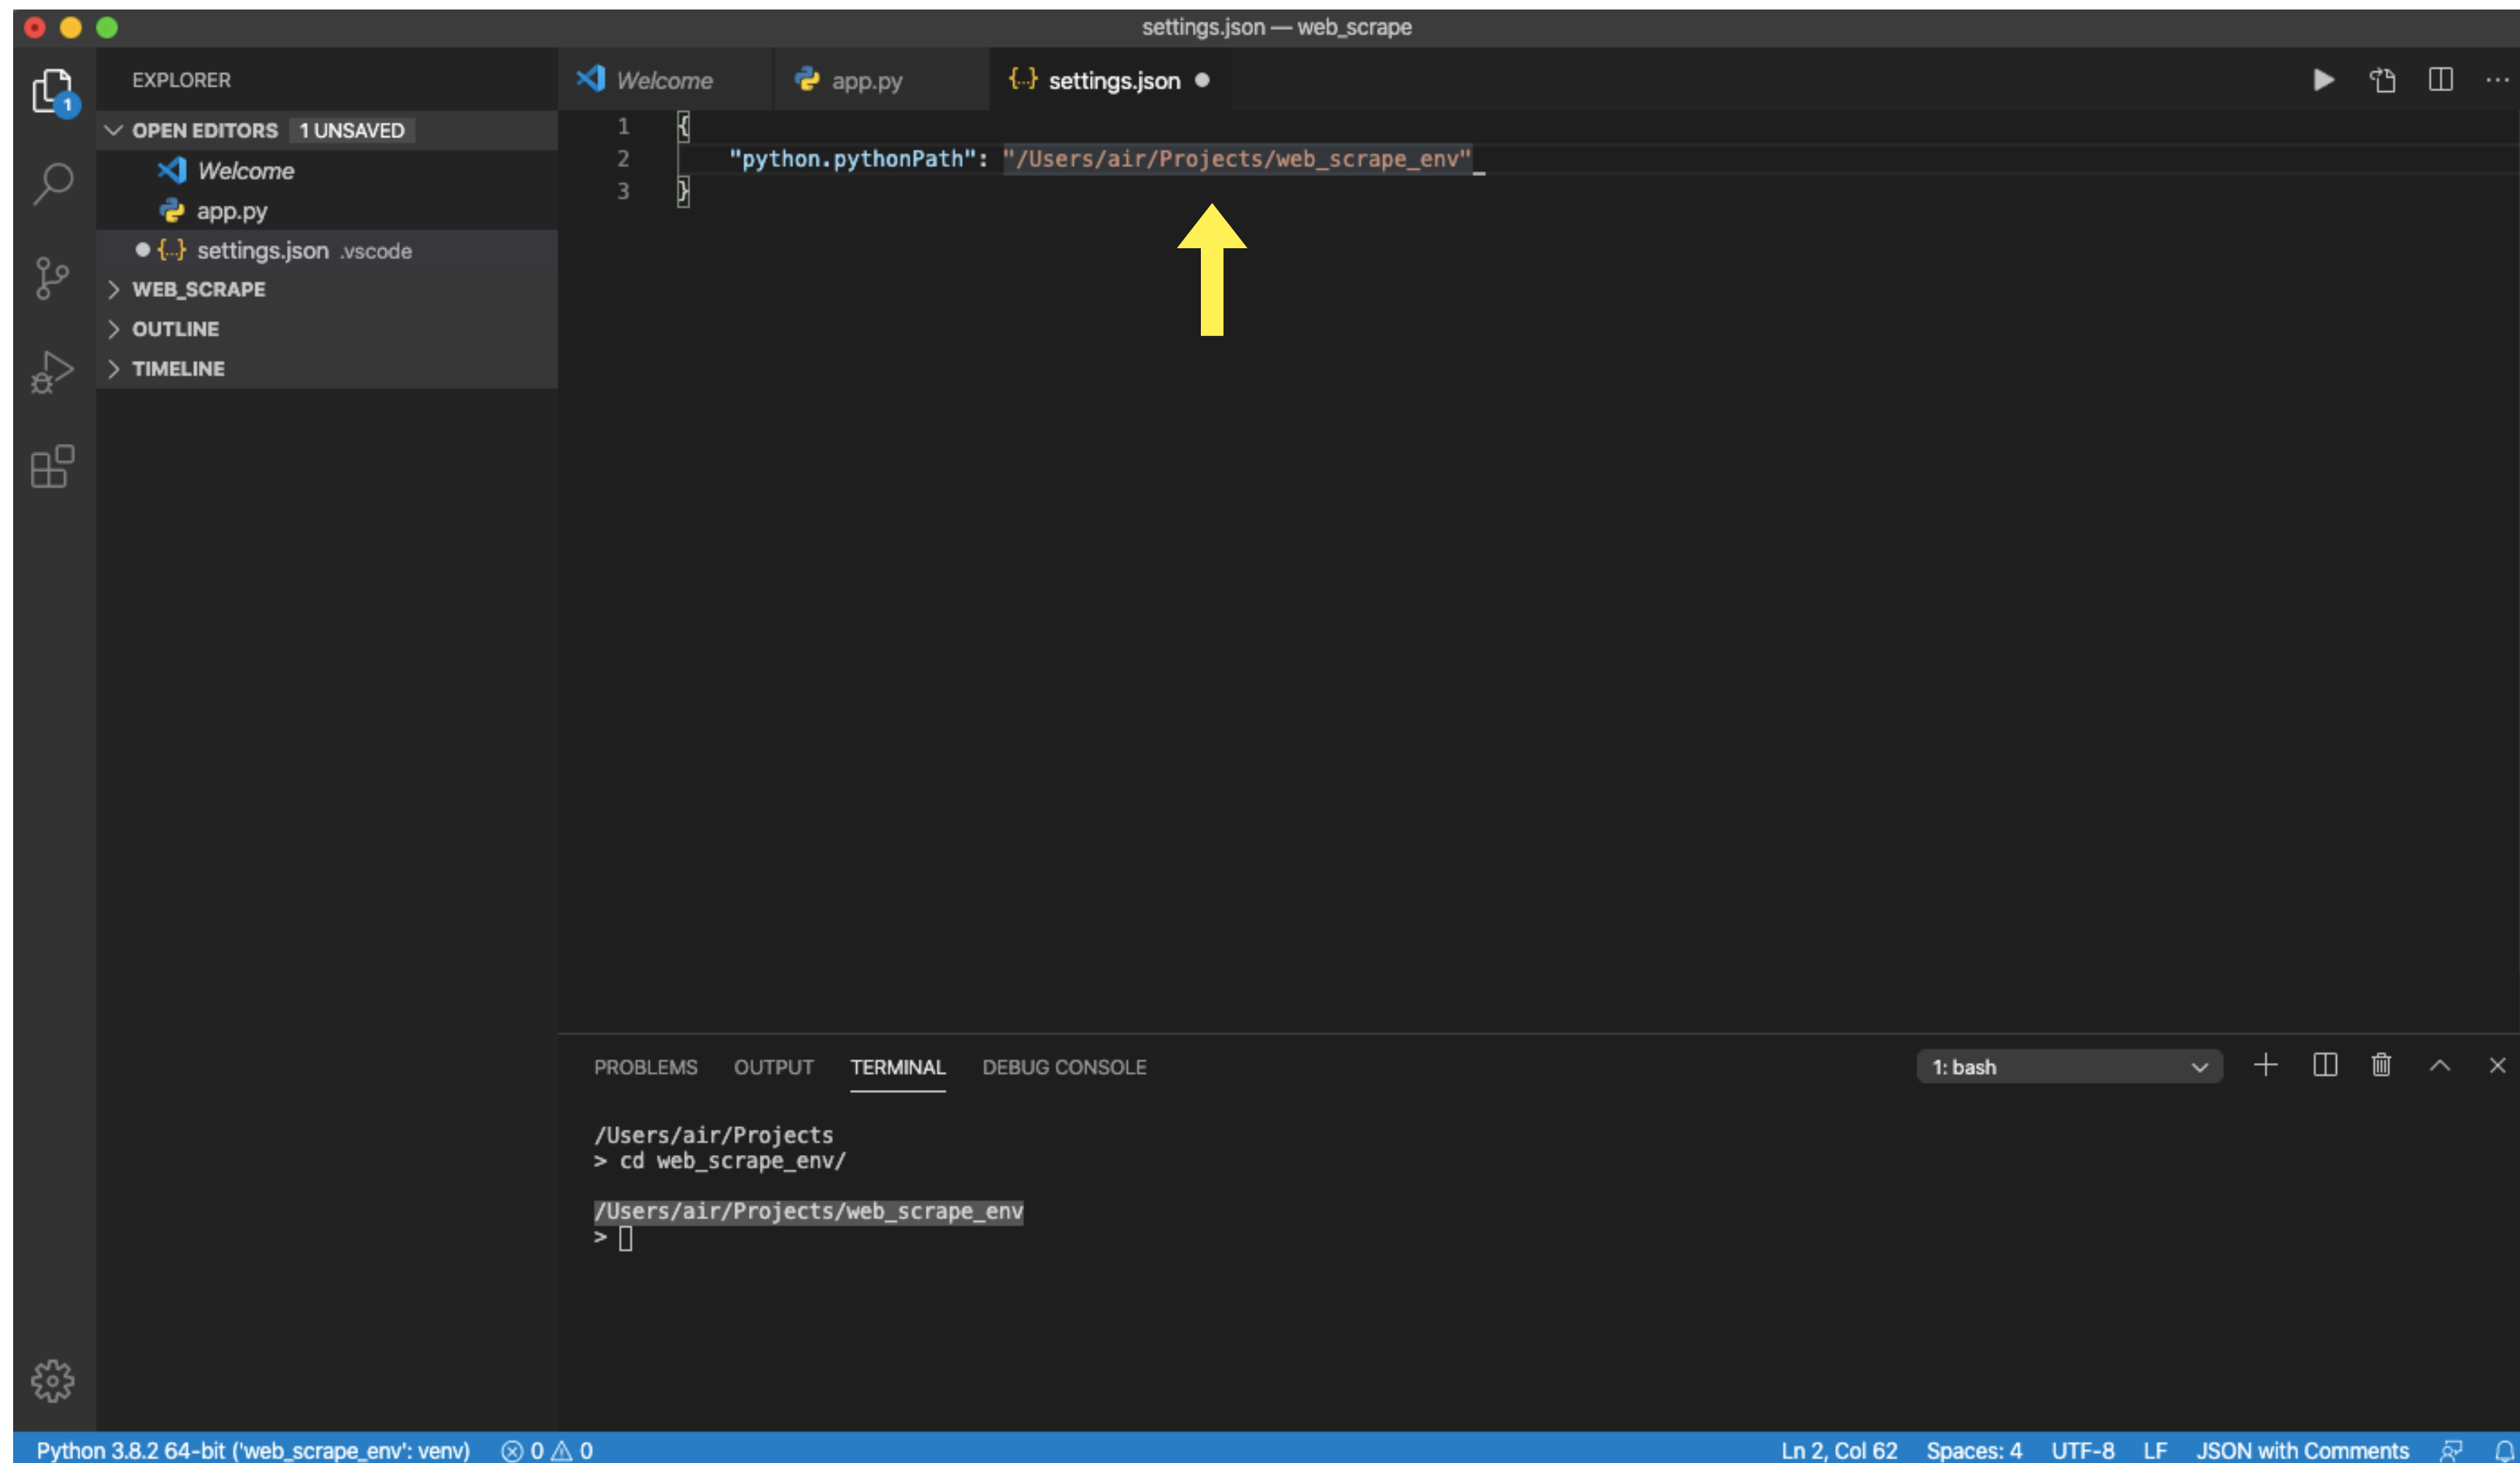 settings.json — web_scrape
EXPLORER
1
OPEN EDITORS 1 UNSAVED
Welcome
app.py
{..} settings.json .vscode
WEB_SCRAPE
OUTLINE
TIMELINE
Welcome app.py {..} settings.json
1 {
2 "python.pythonPath": "/Users/air/Projects/web_scrape_env"
3 }
PROBLEMS OUTPUT TERMINAL DEBUG CONSOLE 1: bash
/Users/air/Projects
> cd web_scrape_env/
/Users/air/Projects/web_scrape_env
>
Python 3.8.2 64-bit ('web_scrape_env': venv) 0 0 Ln 2, Col 62 Spaces: 4 UTF-8 LF JSON with Comments